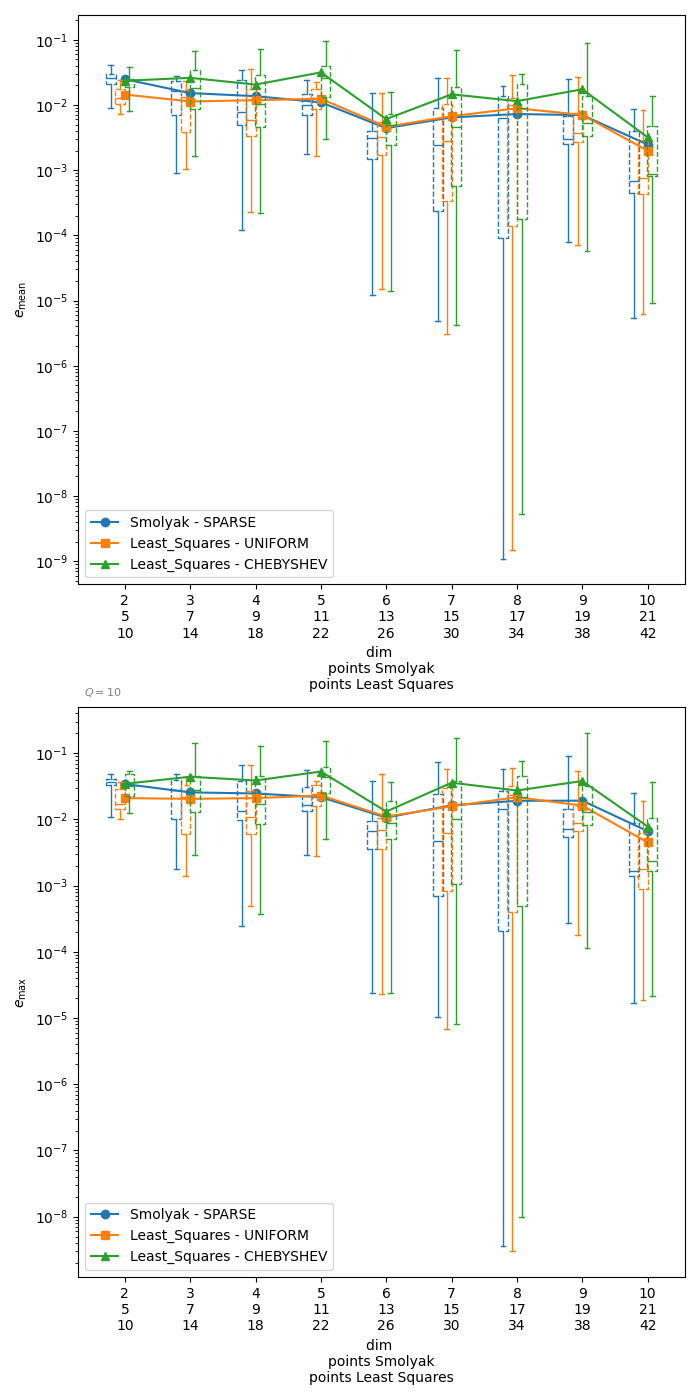 10⁻¹
10⁻²
10⁻³
10⁻⁴
10⁻⁵
10⁻⁶
10⁻⁷
10⁻⁸
10⁻⁹
e_mean
Smolyak - SPARSE
Least_Squares - UNIFORM
Least_Squares - CHEBYSHEV
2 3 4 5 6 7 8 9 10
5 7 9 11 13 15 17 19 21
10 14 18 22 26 30 34 38 42
dim
points Smolyak
points Least Squares
Q = 10
10⁻¹
10⁻²
10⁻³
10⁻⁴
10⁻⁵
10⁻⁶
10⁻⁷
10⁻⁸
e_max
Smolyak - SPARSE
Least_Squares - UNIFORM
Least_Squares - CHEBYSHEV
2 3 4 5 6 7 8 9 10
5 7 9 11 13 15 17 19 21
10 14 18 22 26 30 34 38 42
dim
points Smolyak
points Least Squares